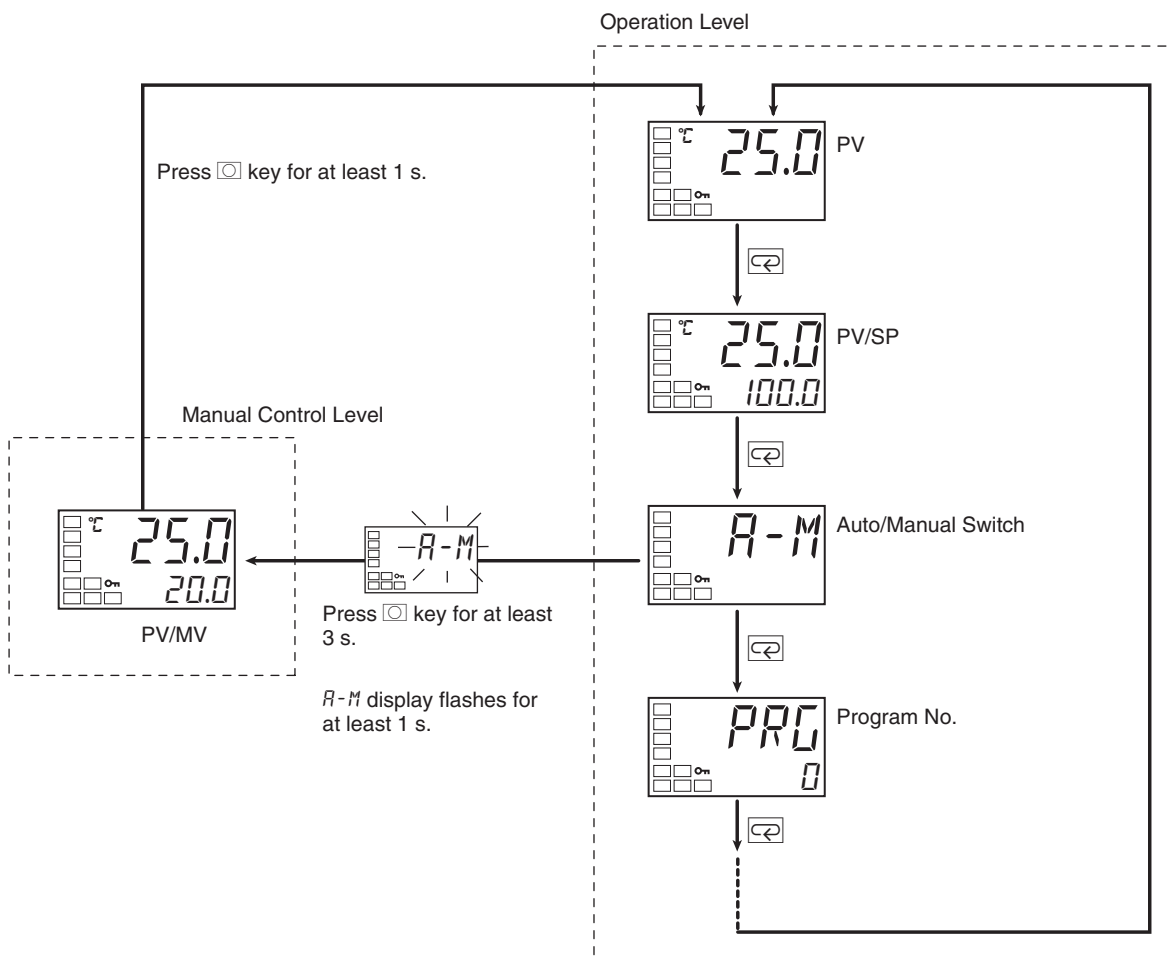 Operation Level
℃ 25.0
PV
Press key for at least 1 s.
℃ 25.0
100.0
PV/SP
Manual Control Level
℃ 25.0
20.0
PV/MV
A-M
Press key for at least
3 s.
A-M display flashes for
at least 1 s.
A-M
Auto/Manual Switch
PRG
0
Program No.